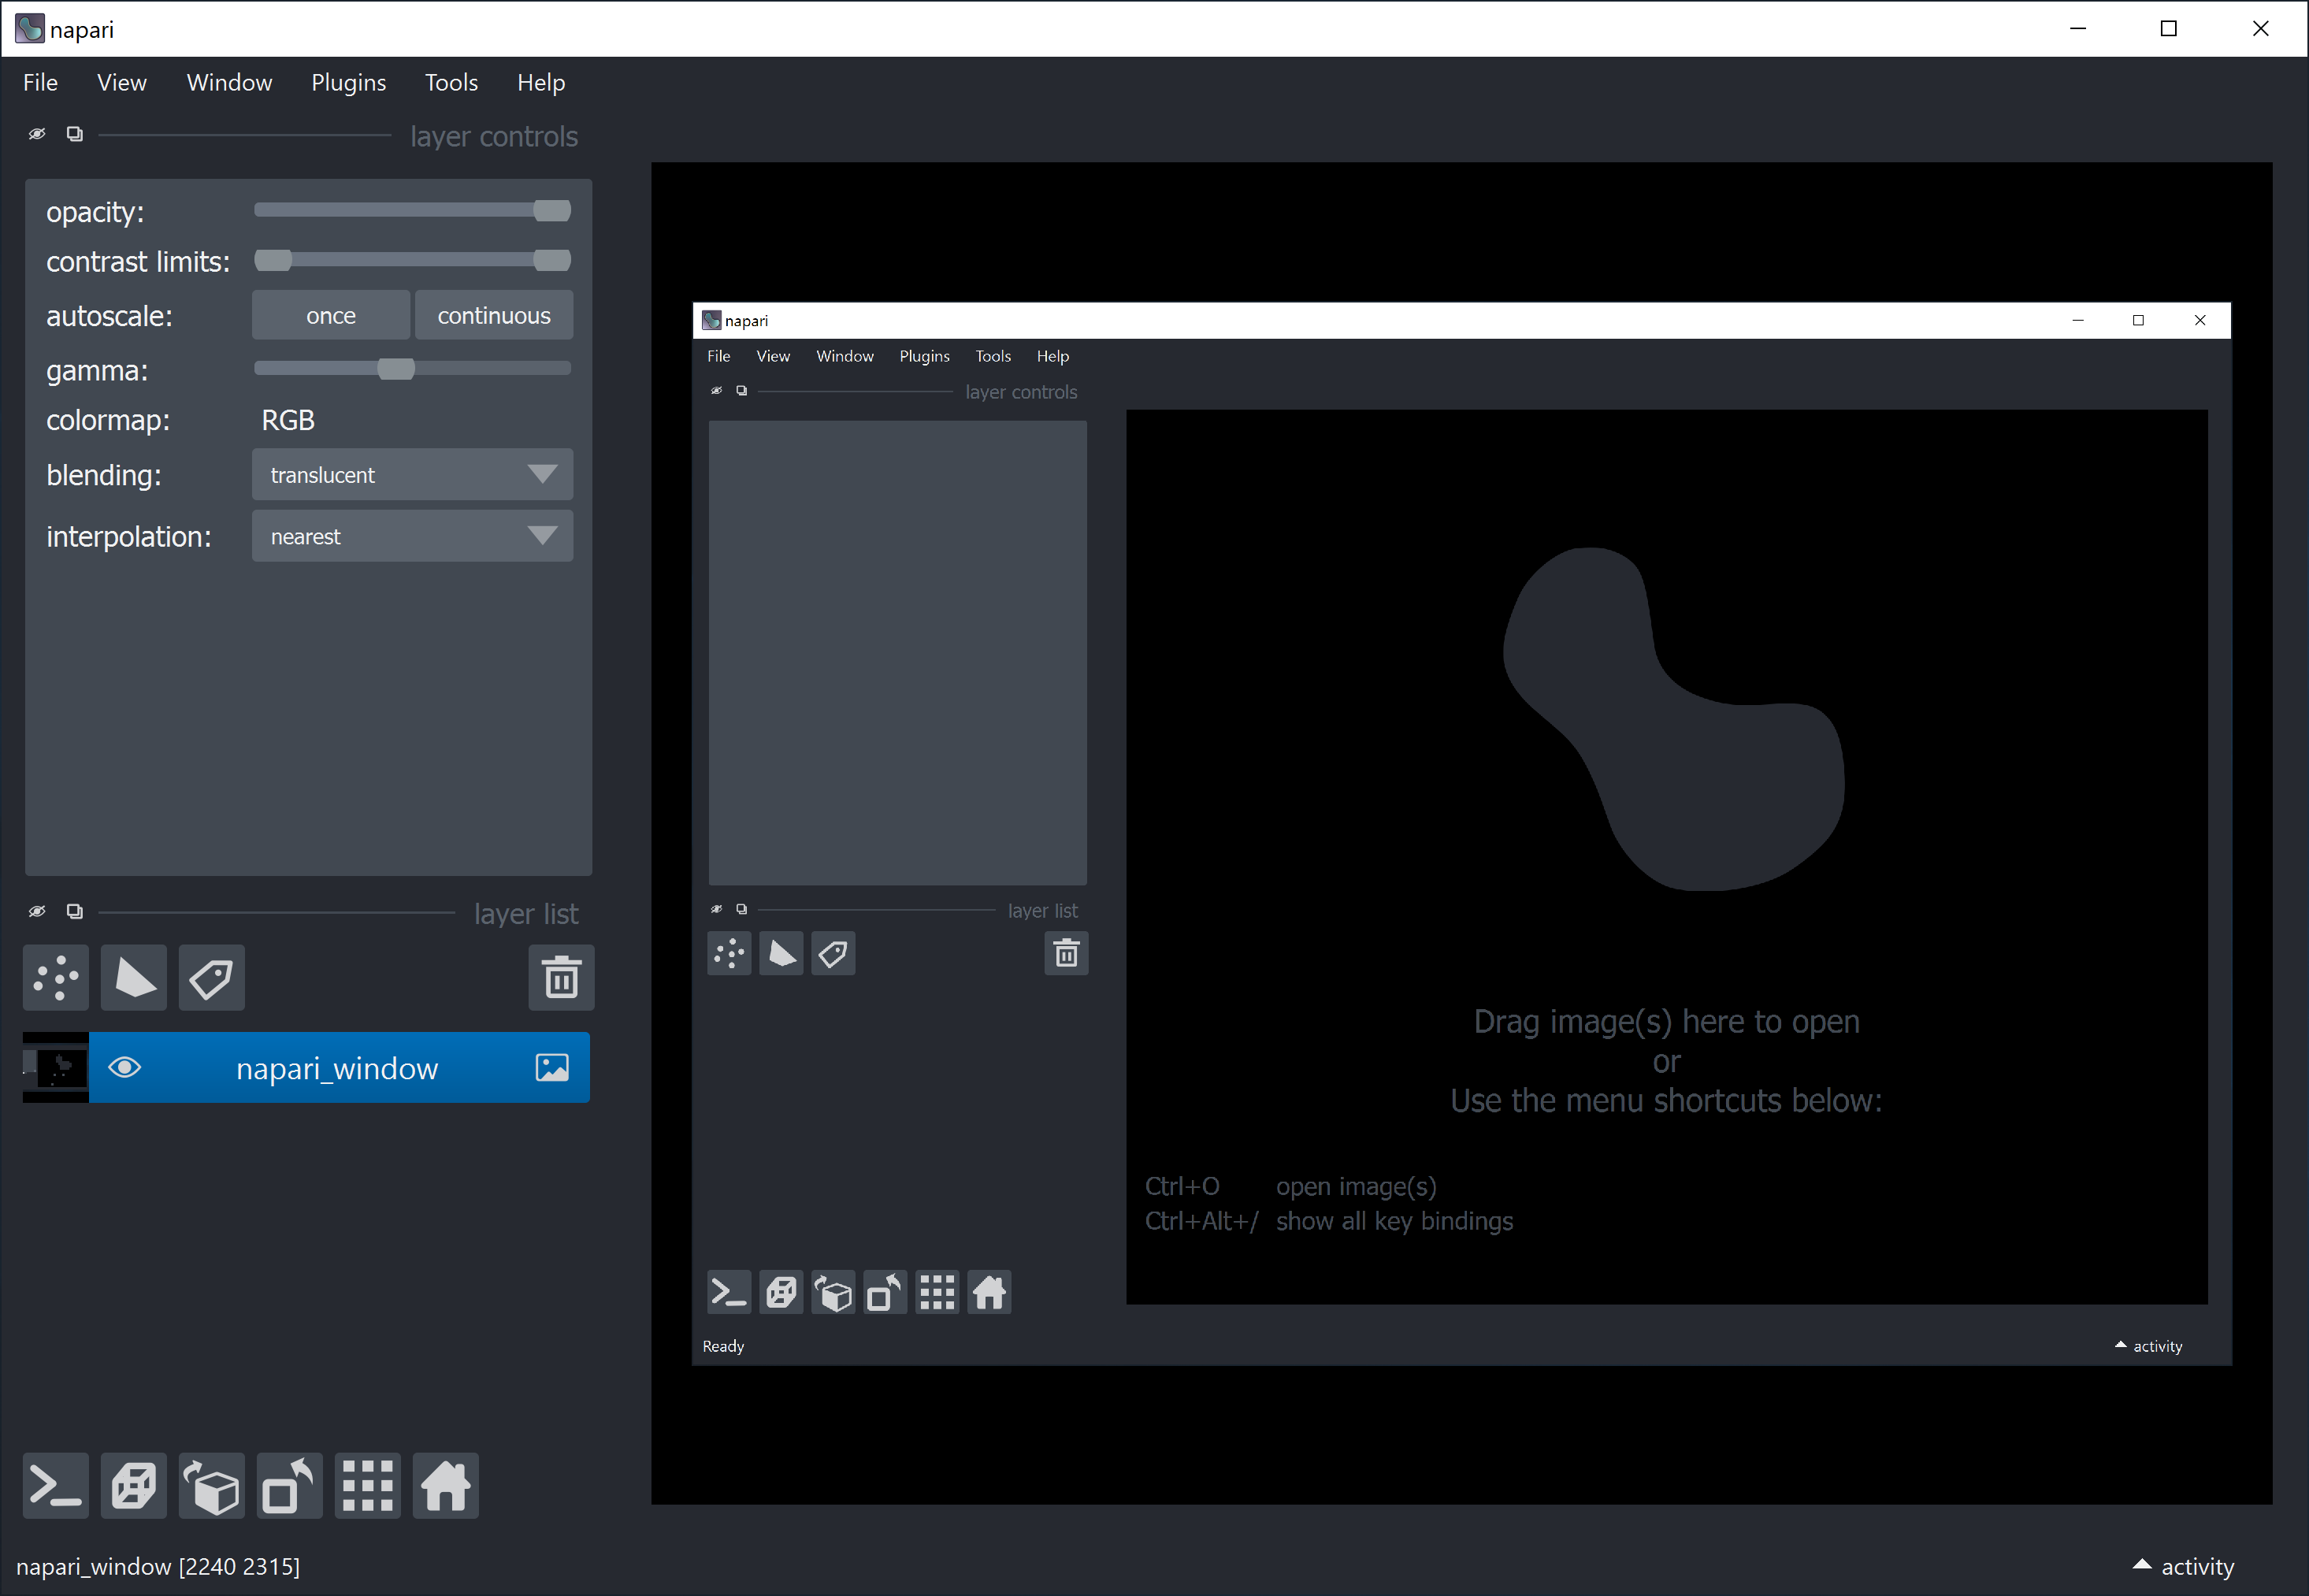 napari
File View Window Plugins Tools Help
layer controls
opacity:
contrast limits:
autoscale: once continuous
gamma:
colormap: RGB
blending: translucent
interpolation: nearest
layer list
napari_window
napari_window [2240 2315]
activity
napari
File View Window Plugins Tools Help
layer controls
layer list
Drag image(s) here to open
or
Use the menu shortcuts below:
Ctrl+O open image(s)
Ctrl+Alt+/ show all key bindings
Ready
activity